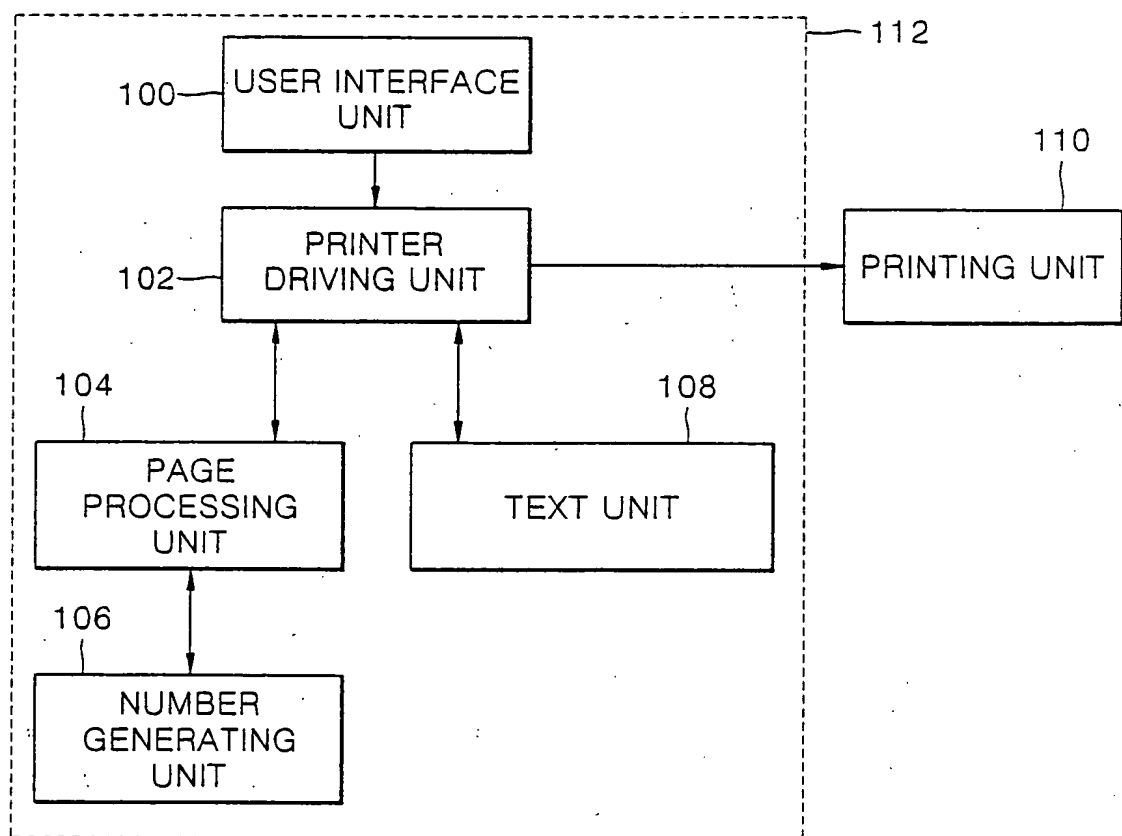 112
USER INTERFACE
UNIT
100
110
PRINTER
DRIVING UNIT
102
PRINTING UNIT
104
108
PAGE
PROCESSING
UNIT
TEXT UNIT
106
NUMBER
GENERATING
UNIT